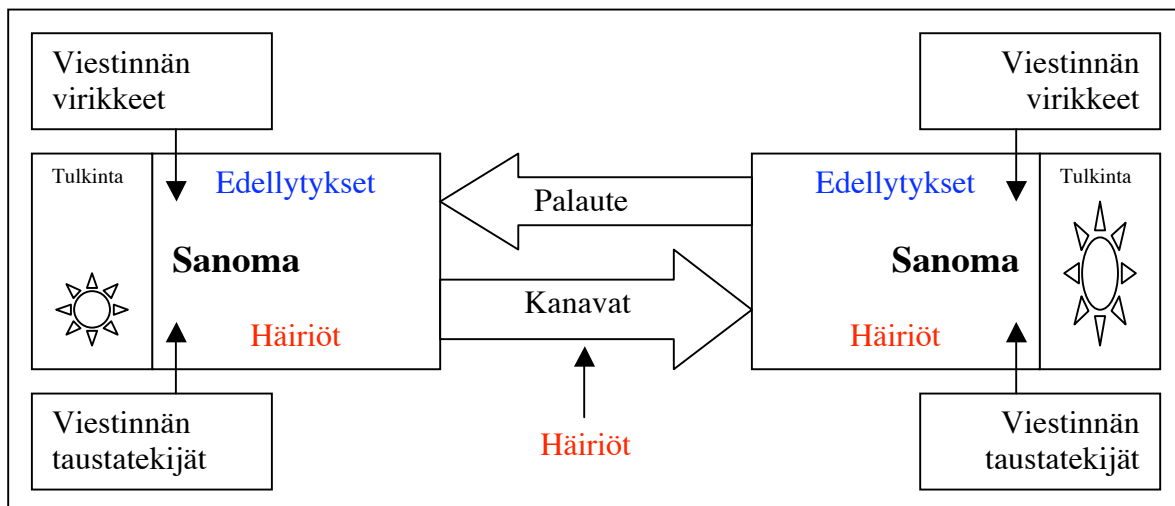 Viestinnän
virikkeet
Viestinnän
virikkeet
Tulkinta
Edellytykset
Sanoma
Häiriöt
Palaute
Kanavat
Häiriöt
Edellytykset
Sanoma
Häiriöt
Tulkinta
Viestinnän
taustatekijät
Viestinnän
taustatekijät